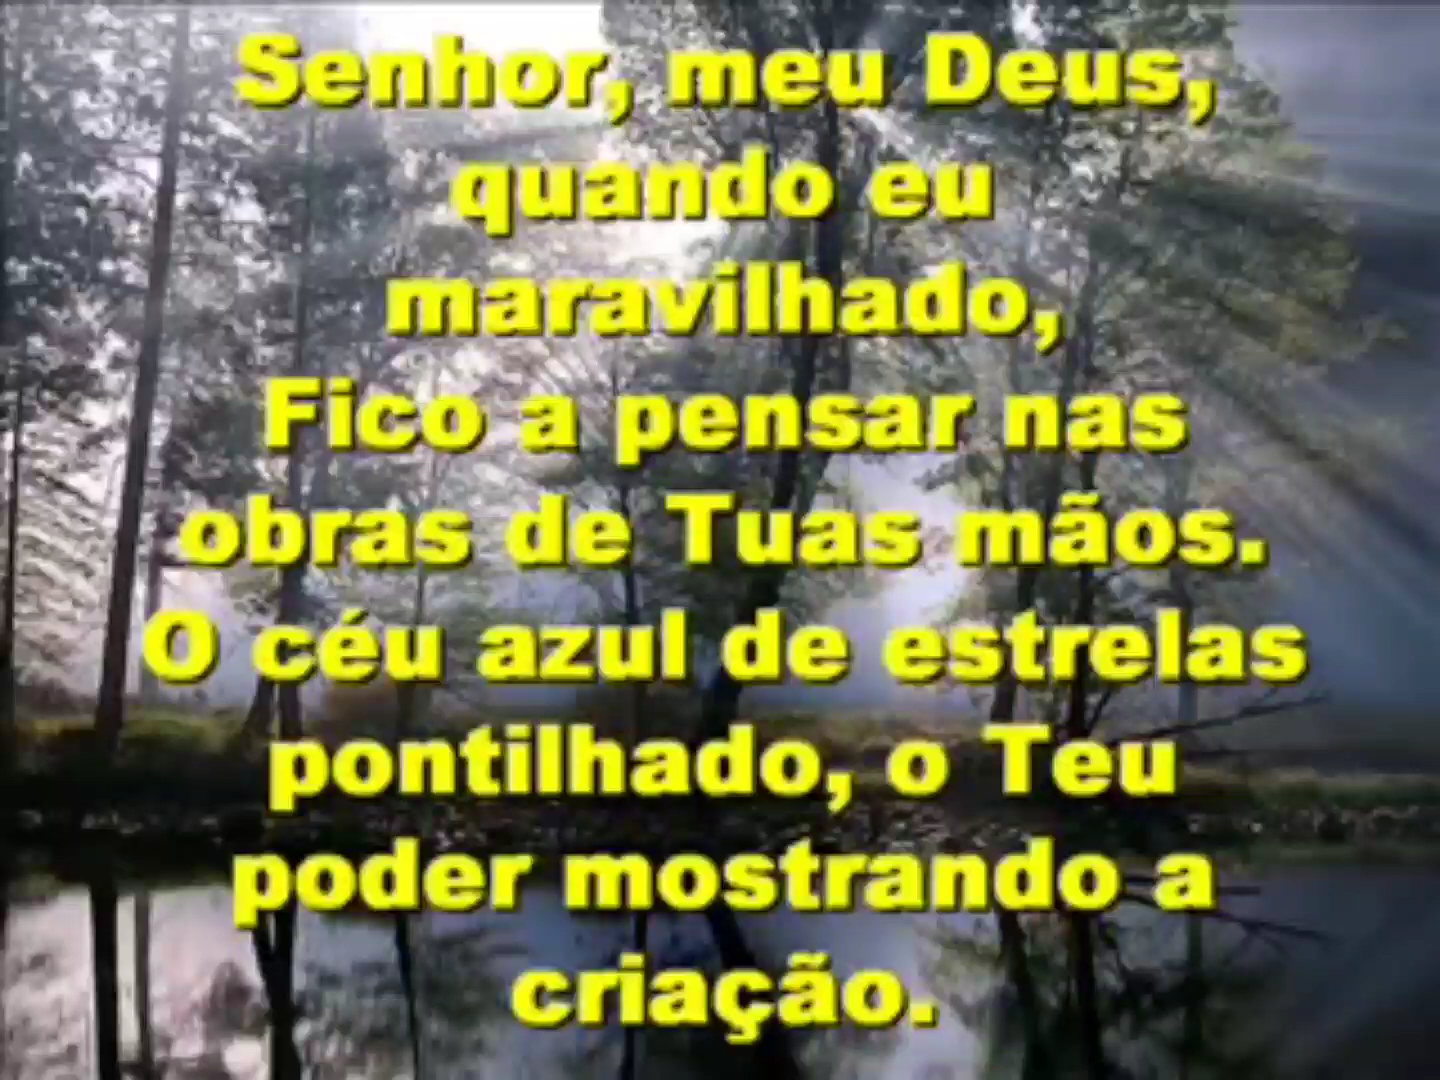 Senhor, meu Deus,
quando eu
maravilhado,
Fico a pensar nas
obras de Tuas mãos.
O céu azul de estrelas
pontilhado, o Teu
poder mostrando a
criação.